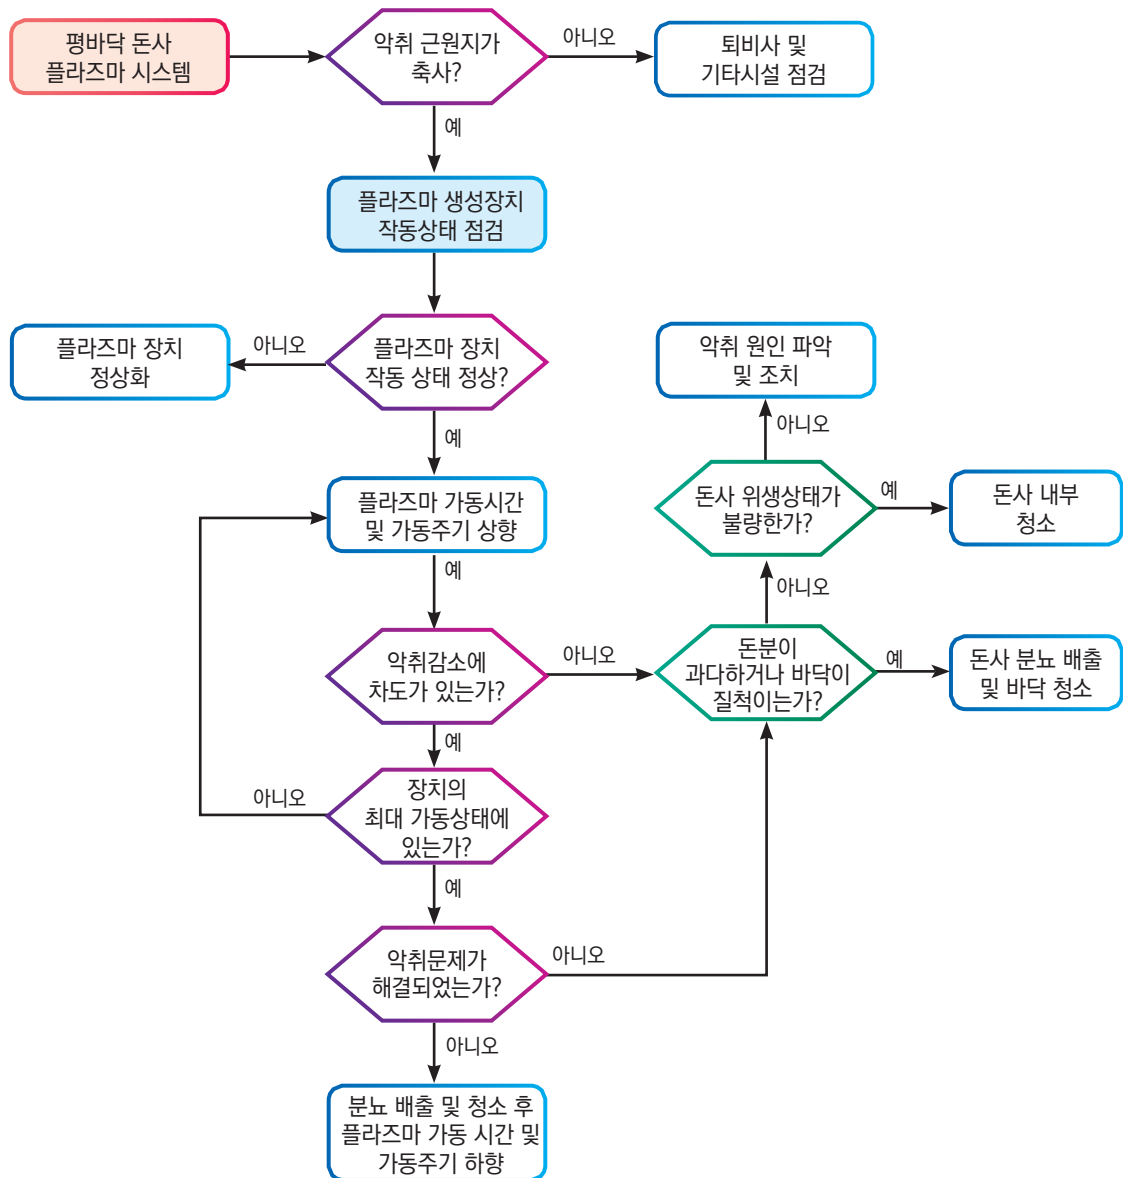 평바닥 돈사
플라즈마 시스템
악취 근원지가
축사?
아니오
퇴비사 및
기타시설 점검
예
플라즈마 생성장치
작동상태 점검
플라즈마 장치
작동 상태 정상?
아니오
플라즈마 장치
정상화
예
플라즈마 가동시간
및 가동주기 상향
예
악취감소에
차도가 있는가?
아니오
예
장치의
최대 가동상태에
있는가?
아니오
예
악취문제가
해결되었는가?
아니오
아니오
분뇨 배출 및 청소 후
플라즈마 가동 시간 및
가동주기 하향
돈분이
과다하거나 바닥이
질척이는가?
예
돈사 분뇨 배출
및 바닥 청소
아니오
돈사 위생상태가
불량한가?
예
돈사 내부
청소
아니오
악취 원인 파악
및 조치